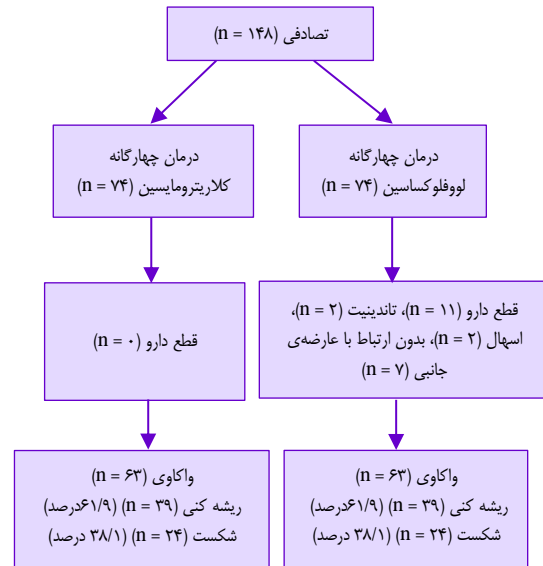 تصادفی (n = ۱۴۸)
درمان چهارگانه
لووفلوکساسین (n = ۷۴)
درمان چهارگانه
کلاریترومایسین (n = ۷۴)
قطع دارو (n = ۱۱)، تاندینیت (n = ۲)،
اسهال (n = ۲)، بدون ارتباط با عارضه‌ی
جانبی (n = ۷)
قطع دارو (n = ۰)
واکاوی (n = ۶۳)
ریشه کنی (n = ۳۹) (۶۱/۹درصد)
شکست (n = ۲۴) (۳۸/۱ درصد)
واکاوی (n = ۶۳)
ریشه کنی (n = ۳۹) (۶۱/۹درصد)
شکست (n = ۲۴) (۳۸/۱ درصد)